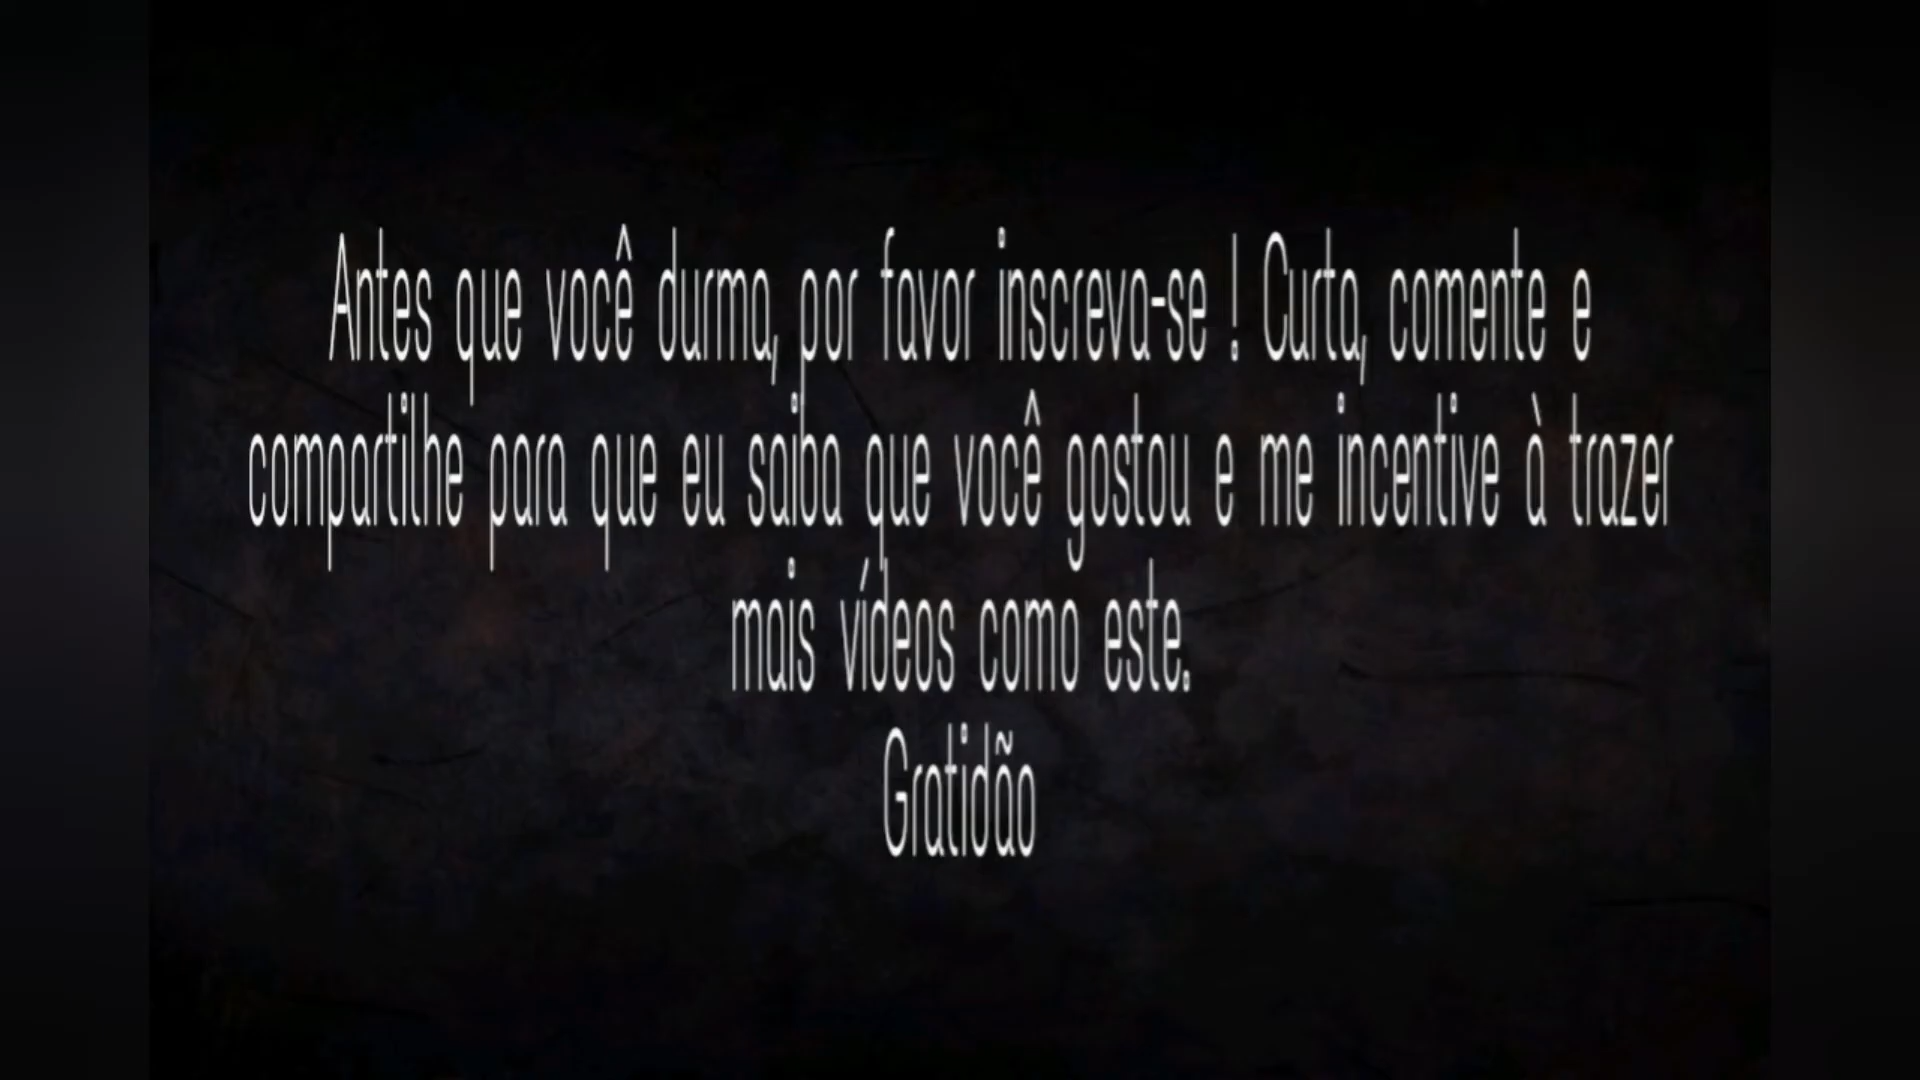 Antes que você durma, por favor inscreva-se ! Curta, comente e
compartilhe para que eu saiba que você gostou e me incentive à trazer
mais vídeos como este.
Gratidão